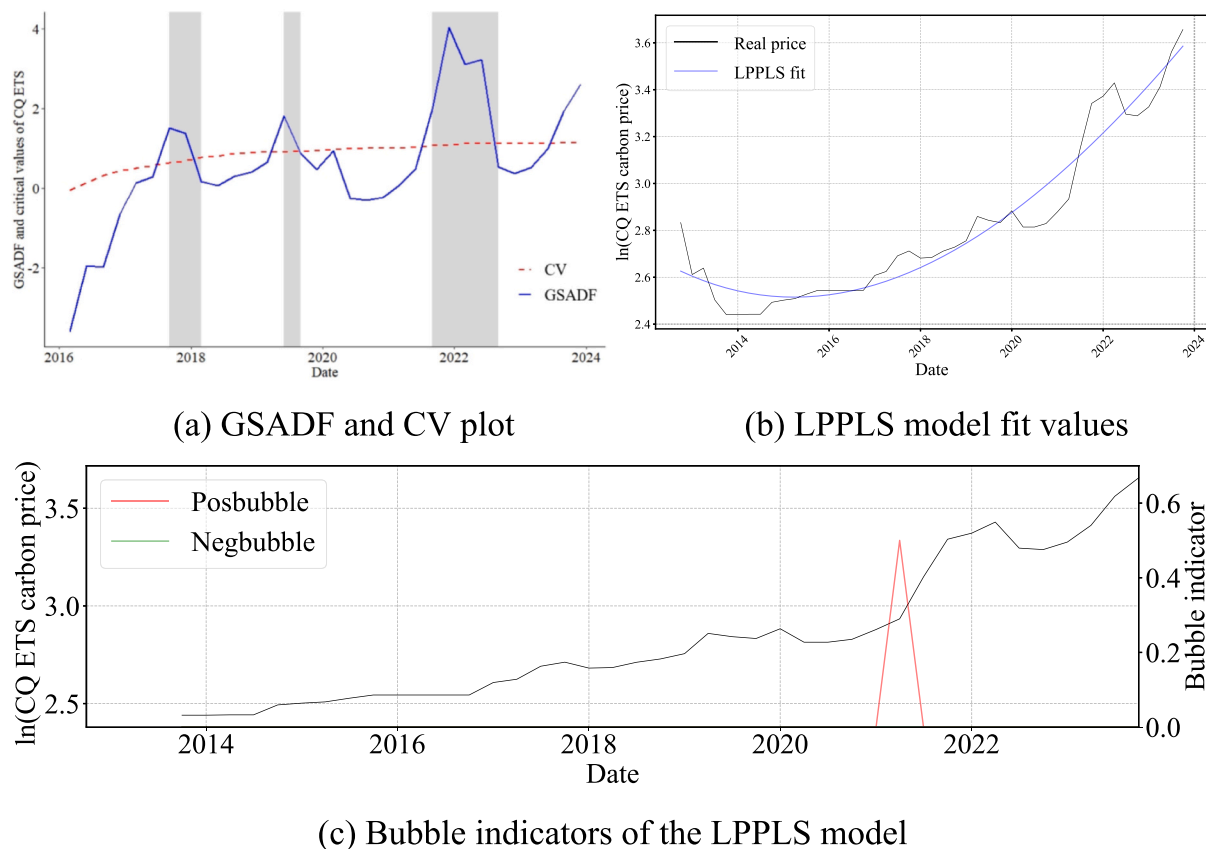 GSADF and critical values of CQ ETS
4
2
0
-2
CV
GSADF
2016
2018
2020
2022
2024
Date
(a) GSADF and CV plot
ln(CQ ETS carbon price)
3.6
3.4
3.2
3.0
2.8
2.6
2.4
Real price
LPPLS fit
2014
2016
2018
2020
2022
2024
Date
(b) LPPLS model fit values
ln(CQ ETS carbon price)
3.5
3.0
2.5
Posbubble
Negbubble
0.6
0.4
0.2
0.0
Bubble indicator
2014
2016
2018
2020
2022
Date
(c) Bubble indicators of the LPPLS model